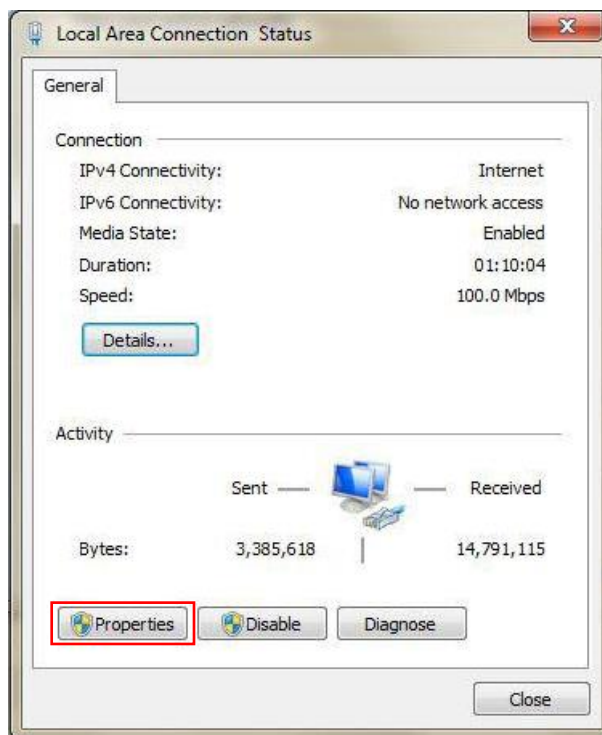 Local Area Connection Status
General
Connection
IPv4 Connectivity: Internet
IPv6 Connectivity: No network access
Media State: Enabled
Duration: 01:10:04
Speed: 100.0 Mbps
Details...
Activity
Sent Received
Bytes: 3,385,618 14,791,115
Properties Disable Diagnose
Close